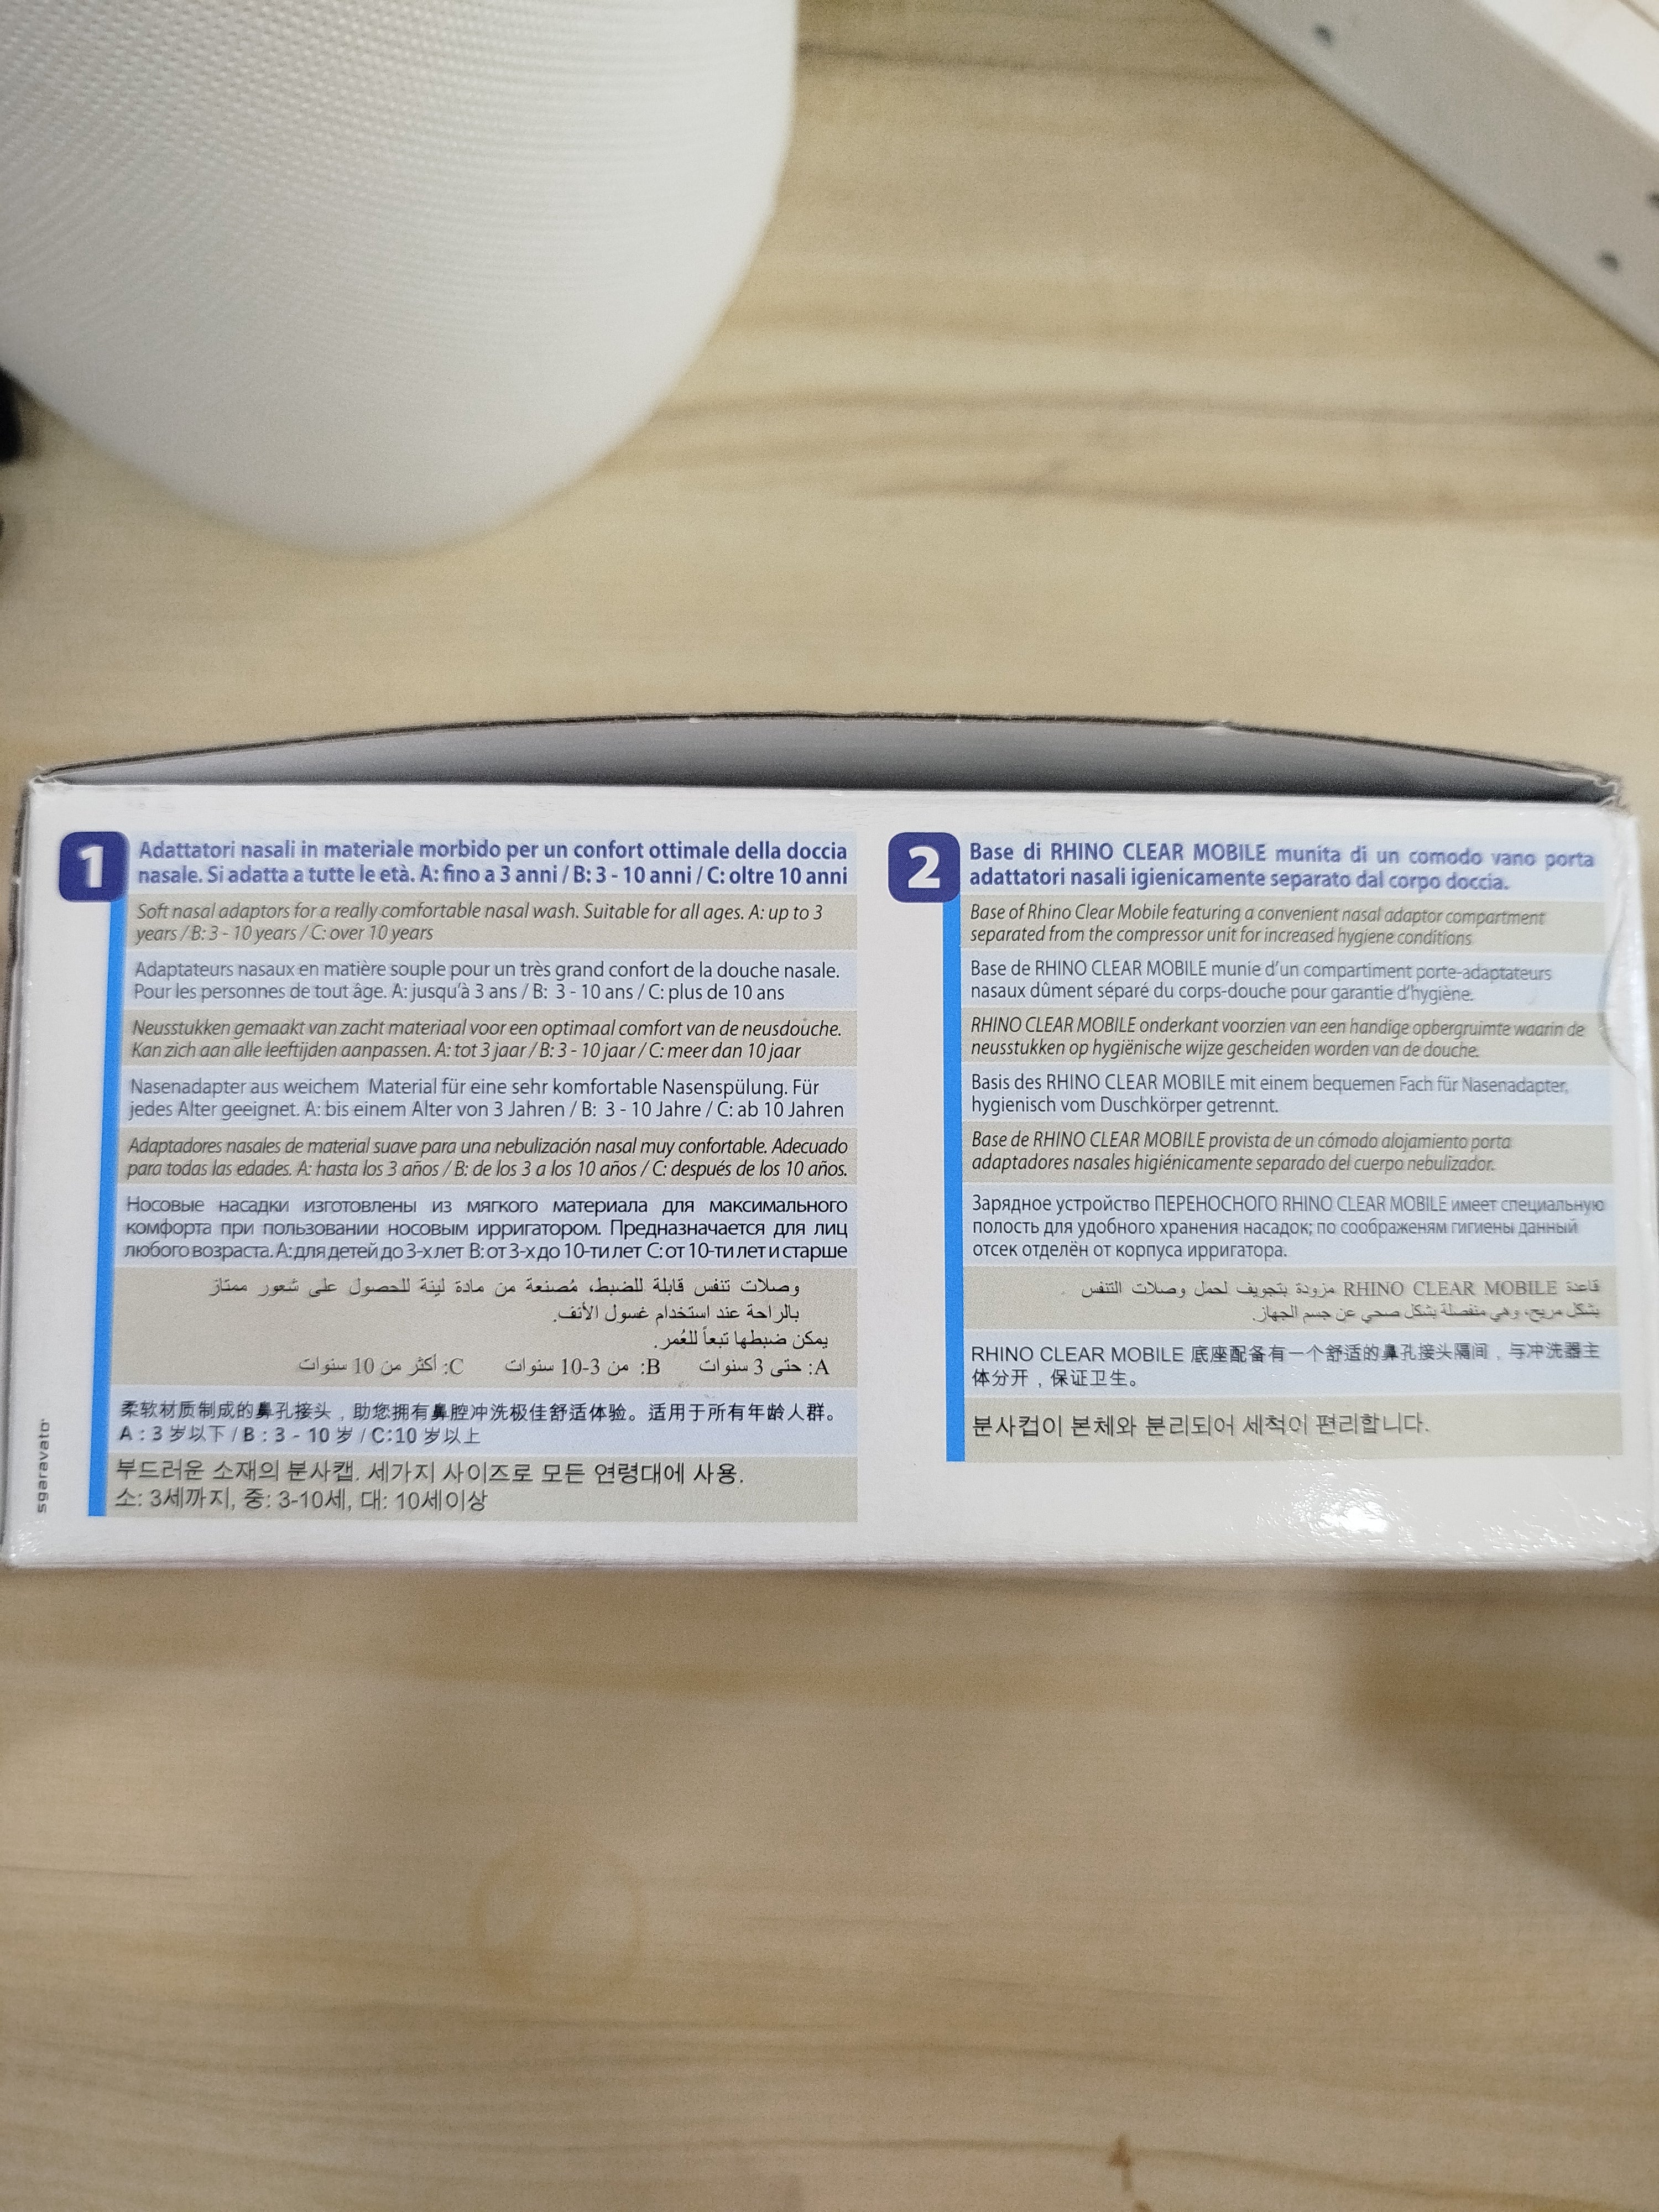 1
Adattatori nasali in materiale morbido per un confort ottimale della doccia
nasale. Si adatta a tutte le età. A: fino a 3 anni / B: 3 - 10 anni / C: oltre 10 anni
Soft nasal adaptors for a really comfortable nasal wash. Suitable for all ages. A: up to 3
years / B: 3 - 10 years / C: over 10 years
Adaptateurs nasaux en matière souple pour un très grand confort de la douche nasale.
Pour les personnes de tout âge. A: jusqu'à 3 ans / B: 3 - 10 ans / C: plus de 10 ans
Neusstukken gemaakt van zacht materiaal voor een optimaal comfort van de neusdouche.
Kan zich aan alle leeftijden aanpassen. A: tot 3 jaar / B: 3 - 10 jaar / C: meer dan 10 jaar
Nasenadapter aus weichem Material für eine sehr komfortable Nasenspülung. Für
jedes Alter geeignet. A: bis einem Alter von 3 Jahren / B: 3 - 10 Jahre / C: ab 10 Jahren
Adaptadores nasales de material suave para una nebulización nasal muy confortable. Adecuado
para todas las edades. A: hasta los 3 años / B: de los 3 a los 10 años / C: después de los 10 años.
Носовые насадки изготовлены из мягкого материала для максимального
комфорта при пользовании носовым ирригатором. Предназначается для лиц
любого возраста. А: для детей до 3-х лет В: от 3-х до 10-ти лет С: от 10-ти лет и старше
وصلات تنفس قابلة للضبط، مُصنعة من مادة لينة للحصول على شعور ممتاز
بالراحة عند استخدام غسول الأنف.
يمكن ضبطها تبعاً للعُمر.
A: حتى 3 سنوات B: من 3-10 سنوات C: أكثر من 10 سنوات
柔软材质制成的鼻孔接头，助您拥有鼻腔冲洗极佳舒适体验。适用于所有年龄人群。
A : 3 岁以下 / B : 3 - 10 岁 / C:10 岁以上
부드러운 소재의 분사캡. 세가지 사이즈로 모든 연령대에 사용.
소: 3세까지, 중: 3-10세, 대: 10세이상
sgaravato
2
Base di RHINO CLEAR MOBILE munita di un comodo vano porta
adattatori nasali igienicamente separato dal corpo doccia.
Base of Rhino Clear Mobile featuring a convenient nasal adaptor compartment
separated from the compressor unit for increased hygiene conditions
Base de RHINO CLEAR MOBILE munie d'un compartiment porte-adaptateurs
nasaux dûment séparé du corps-douche pour garantie d'hygiène.
RHINO CLEAR MOBILE onderkant voorzien van een handige opbergruimte waarin de
neusstukken op hygiënische wijze gescheiden worden van de douche.
Basis des RHINO CLEAR MOBILE mit einem bequemen Fach für Nasenadapter,
hygienisch vom Duschkörper getrennt.
Base de RHINO CLEAR MOBILE provista de un cómodo alojamiento porta
adaptadores nasales higiénicamente separado del cuerpo nebulizador.
Зарядное устройство ПЕРЕНОСНОГО RHINO CLEAR MOBILE имеет специальную
полость для удобного хранения насадок; по соображеням гигиены данный
отсек отделён от корпуса ирригатора.
قاعدة RHINO CLEAR MOBILE مزودة بتجويف لحمل وصلات التنفس
بشكل مريح، وهي منفصلة بشكل صحي عن جسم الجهاز.
RHINO CLEAR MOBILE 底座配备有一个舒适的鼻孔接头隔间，与冲洗器主
体分开，保证卫生。
분사컵이 본체와 분리되어 세척이 편리합니다.